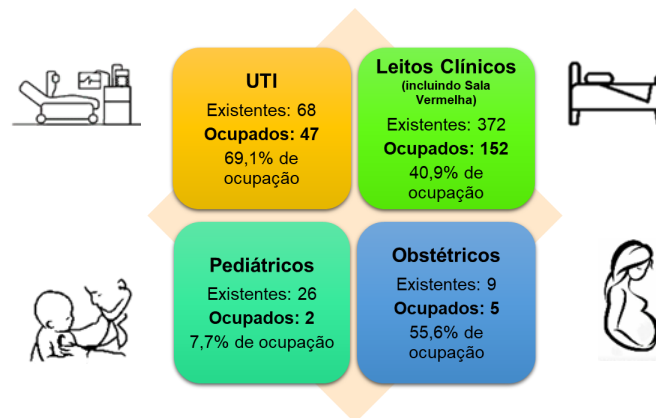 UTI
Existentes: 68
Ocupados: 47
69,1% de
ocupação
Leitos Clínicos
(incluindo Sala
Vermelha)
Existentes: 372
Ocupados: 152
40,9% de
ocupação
Pediátricos
Existentes: 26
Ocupados: 2
7,7% de ocupação
Obstétricos
Existentes: 9
Ocupados: 5
55,6% de
ocupação